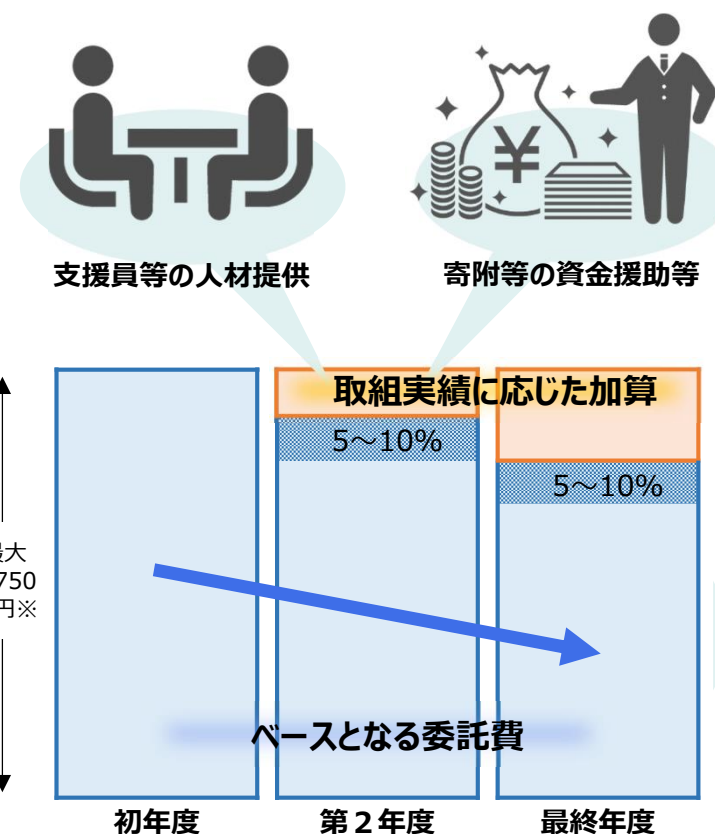 ¥
支援員等の人材提供
寄附等の資金援助等
取組実績に応じた加算
5～10%
5～10%
大
750
円※
ベースとなる委託費
初年度
第２年度
最終年度